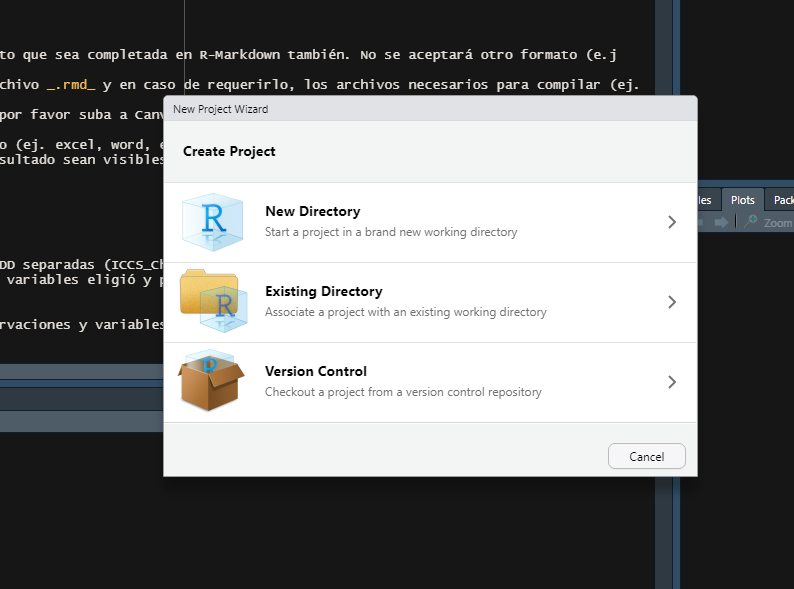 to que sea completada en R-Markdown también. No se aceptará otro formato (e.j
chivo _.rmd_ y en caso de requerirlo, los archivos necesarios para compilar (ej.
por favor suba a Canv
o (ej. excel, word, e
sultado sean visibles
DD separadas (ICCS_Ch
variables eligió y p
rvaciones y variables
New Project Wizard
Create Project
New Directory
Start a project in a brand new working directory
Existing Directory
Associate a project with an existing working directory
Version Control
Checkout a project from a version control repository
Cancel
les Plots Pack
Zoom